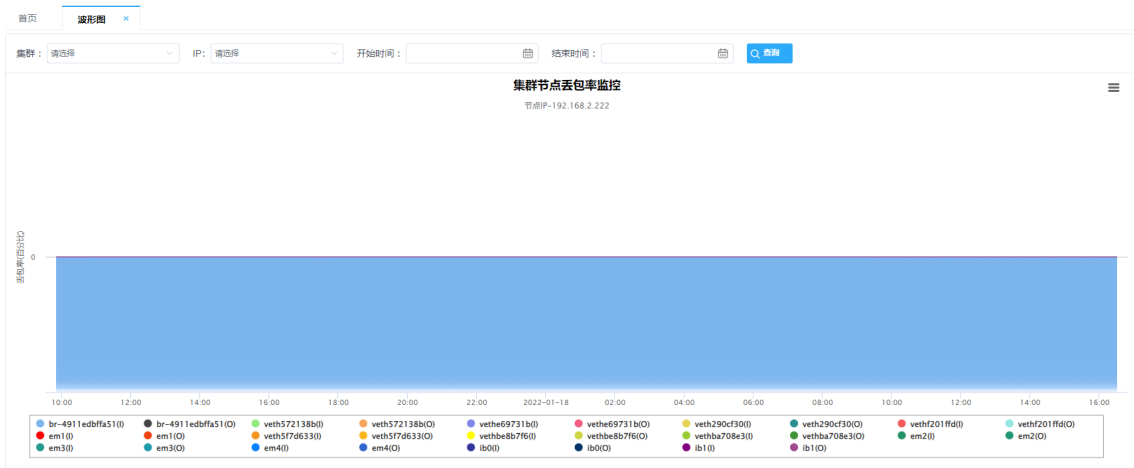 首页 波形图 ×
集群： 请选择 IP: 请选择 开始时间： 结束时间： 查询
集群节点丢包率监控
节点IP-192.168.2.222
丢包率(百分比)
0
10:00 12:00 14:00 16:00 18:00 20:00 22:00 2022-01-18 02:00 04:00 06:00 08:00 10:00 12:00 14:00 16:00
br-4911edbffa51(I) br-4911edbffa51(O) veth572138b(I) veth572138b(O) vethe69731b(I) vethe69731b(O) veth290cf30(I) veth290cf30(O) vethf201ffd(I) vethf201ffd(O)
em1(I) em1(O) veth5f7d633(I) veth5f7d633(O) vethbe8b7f6(I) vethbe8b7f6(O) vethba708e3(I) vethba708e3(O) em2(I) em2(O)
em3(I) em3(O) em4(I) em4(O) ib0(I) ib0(O) ib1(I) ib1(O)